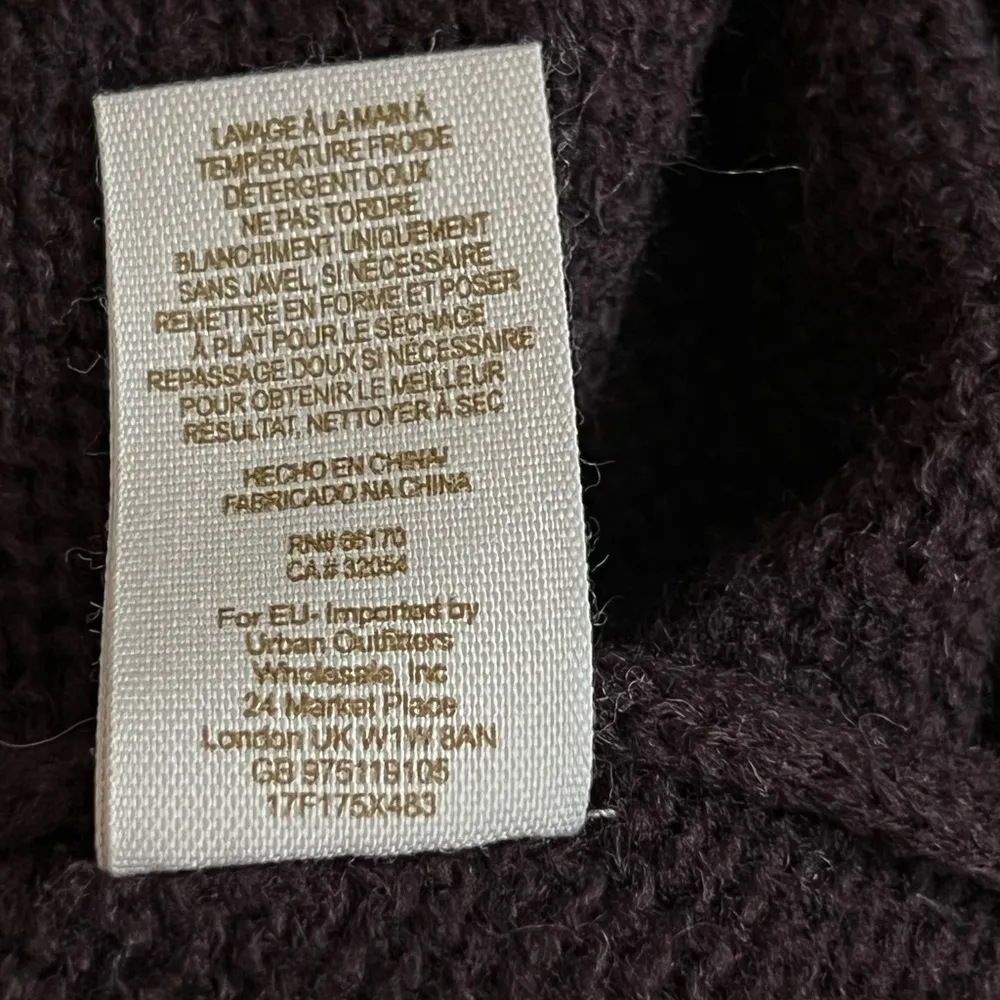 LAVAGE À LA MAIN À
TEMPÉRATURE FROIDE
DÉTERGENT DOUX
NE PAS TORDRE
BLANCHIMENT UNIQUEMENT
SANS JAVEL, SI NÉCESSAIRE
REMETTRE EN FORME ET POSER
À PLAT POUR LE SÉCHAGE
REPASSAGE DOUX SI NÉCESSAIRE
POUR OBTENIR LE MEILLEUR
RÉSULTAT, NETTOYER À SEC
HECHO EN CHINA/
FABRICADO NA CHINA
RN# 66170
CA# 32054
For EU- Imported by
Urban Outfitters
Wholesale, Inc
24 Market Place
London UK W1W 8AN
GB 975119105
17F175X483